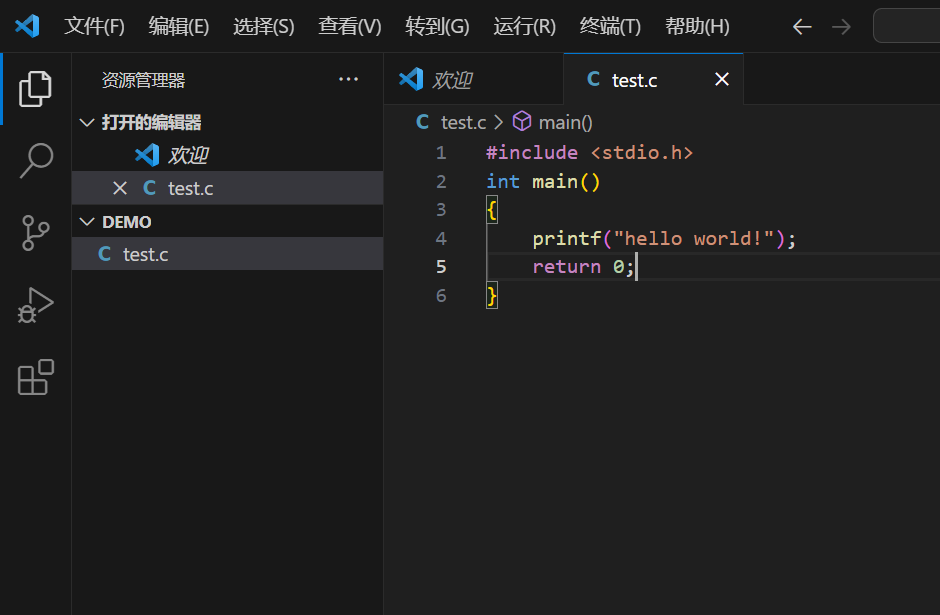 文件(F) 编辑(E) 选择(S) 查看(V) 转到(G) 运行(R) 终端(T) 帮助(H)
资源管理器 ···
打开的编辑器
欢迎
C test.c
DEMO
C test.c
欢迎 C test.c
C test.c > main()
1 #include <stdio.h>
2 int main()
3 {
4     printf("hello world!");
5     return 0;
6 }